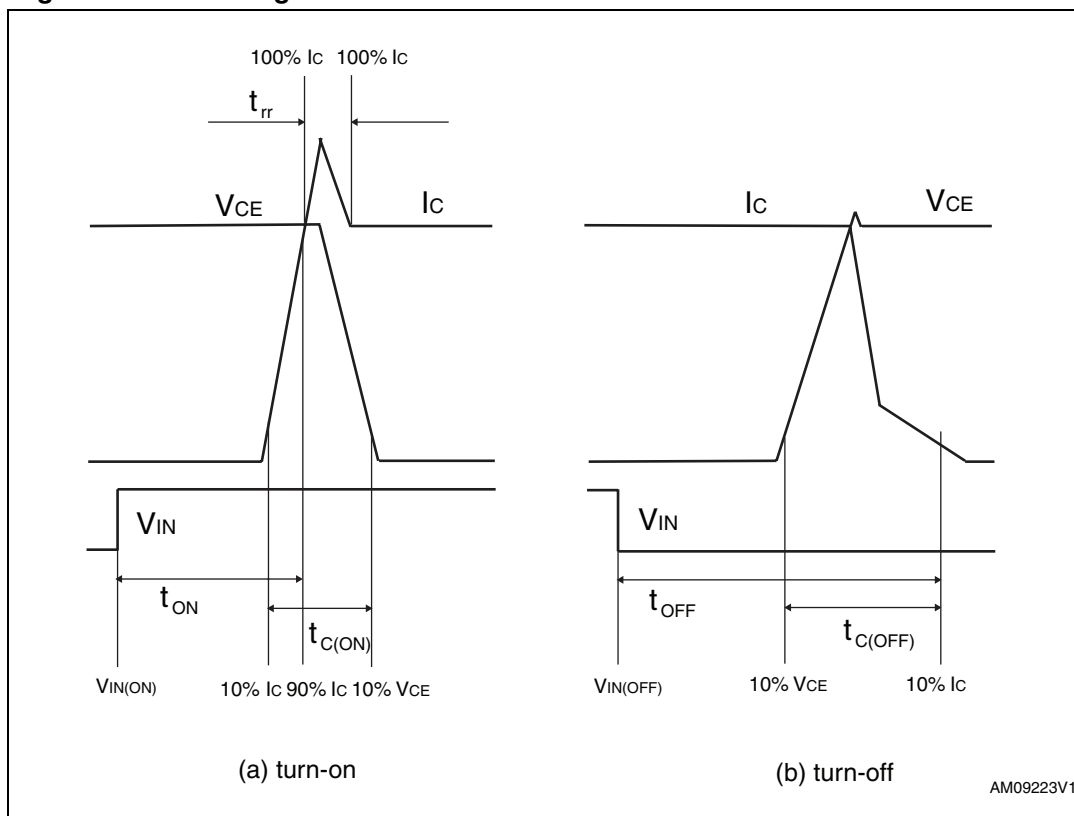 100% IC 100% IC
trr
VCE IC
VIN
tON
tC(ON)
VIN(ON) 10% IC 90% IC 10% VCE
(a) turn-on
IC VCE
VIN
tOFF
tC(OFF)
VIN(OFF) 10% VCE 10% IC
(b) turn-off
AM09223V1